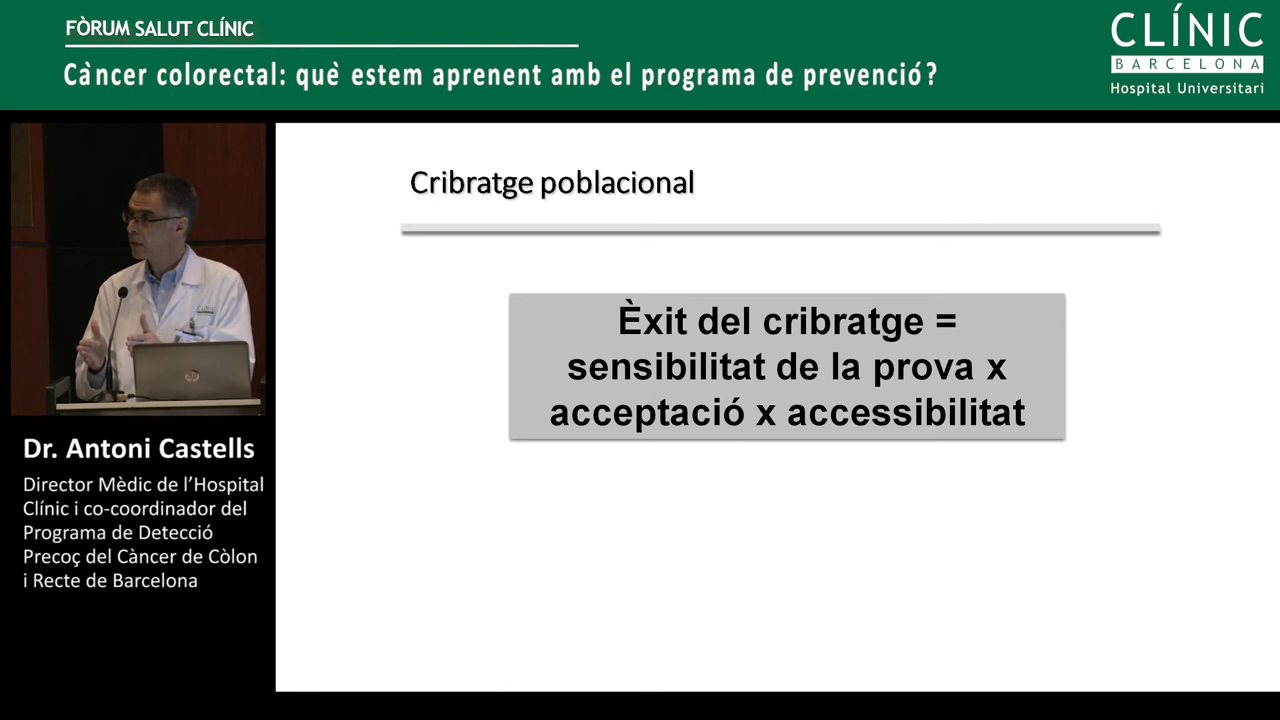 FÒRUM SALUT CLÍNIC
Càncer colorectal: què estem aprenent amb el programa de prevenció?
CLÍNIC
BARCELONA
Hospital Universitari
Cribratge poblacional
Èxit del cribratge =
sensibilitat de la prova x
acceptació x accessibilitat
Dr. Antoni Castells
Director Mèdic de l’Hospital
Clínic i co-coordinador del
Programa de Detecció
Precoç del Càncer de Còlon
i Recte de Barcelona